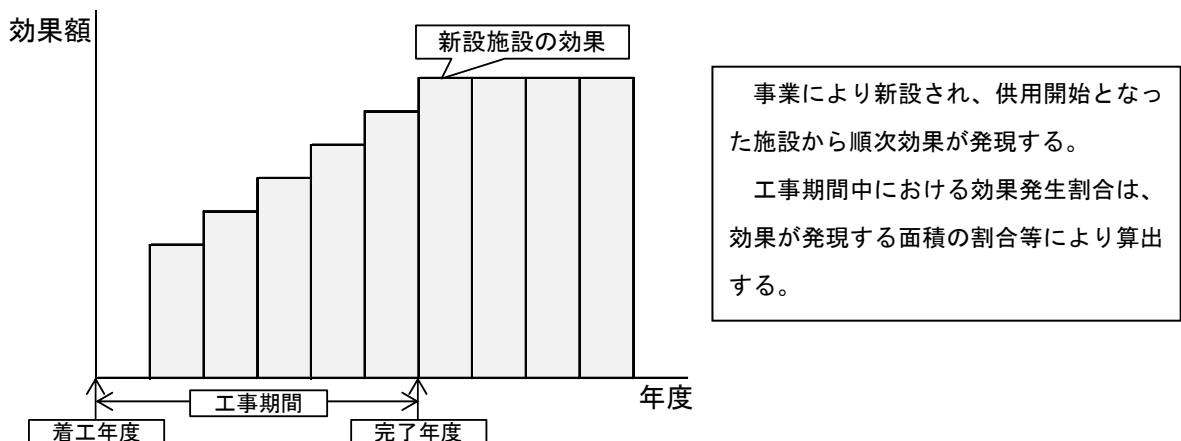 効果額
新設施設の効果
事業により新設され、供用開始となっ
た施設から順次効果が発現する。
工事期間中における効果発生割合は、
効果が発現する面積の割合等により算出
する。
工事期間
年度
着工年度
完了年度